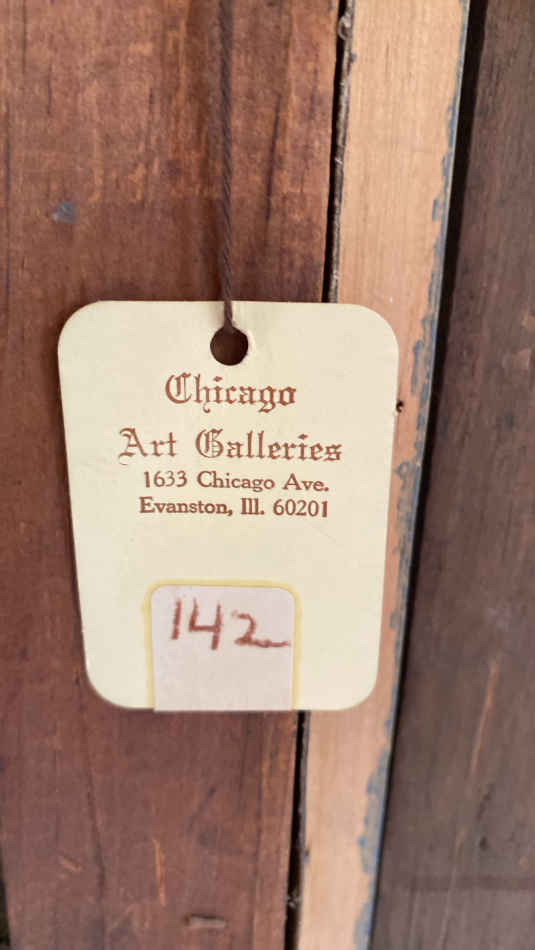 Chicago
Art Galleries
1633 Chicago Ave.
Evanston, Ill. 60201
142